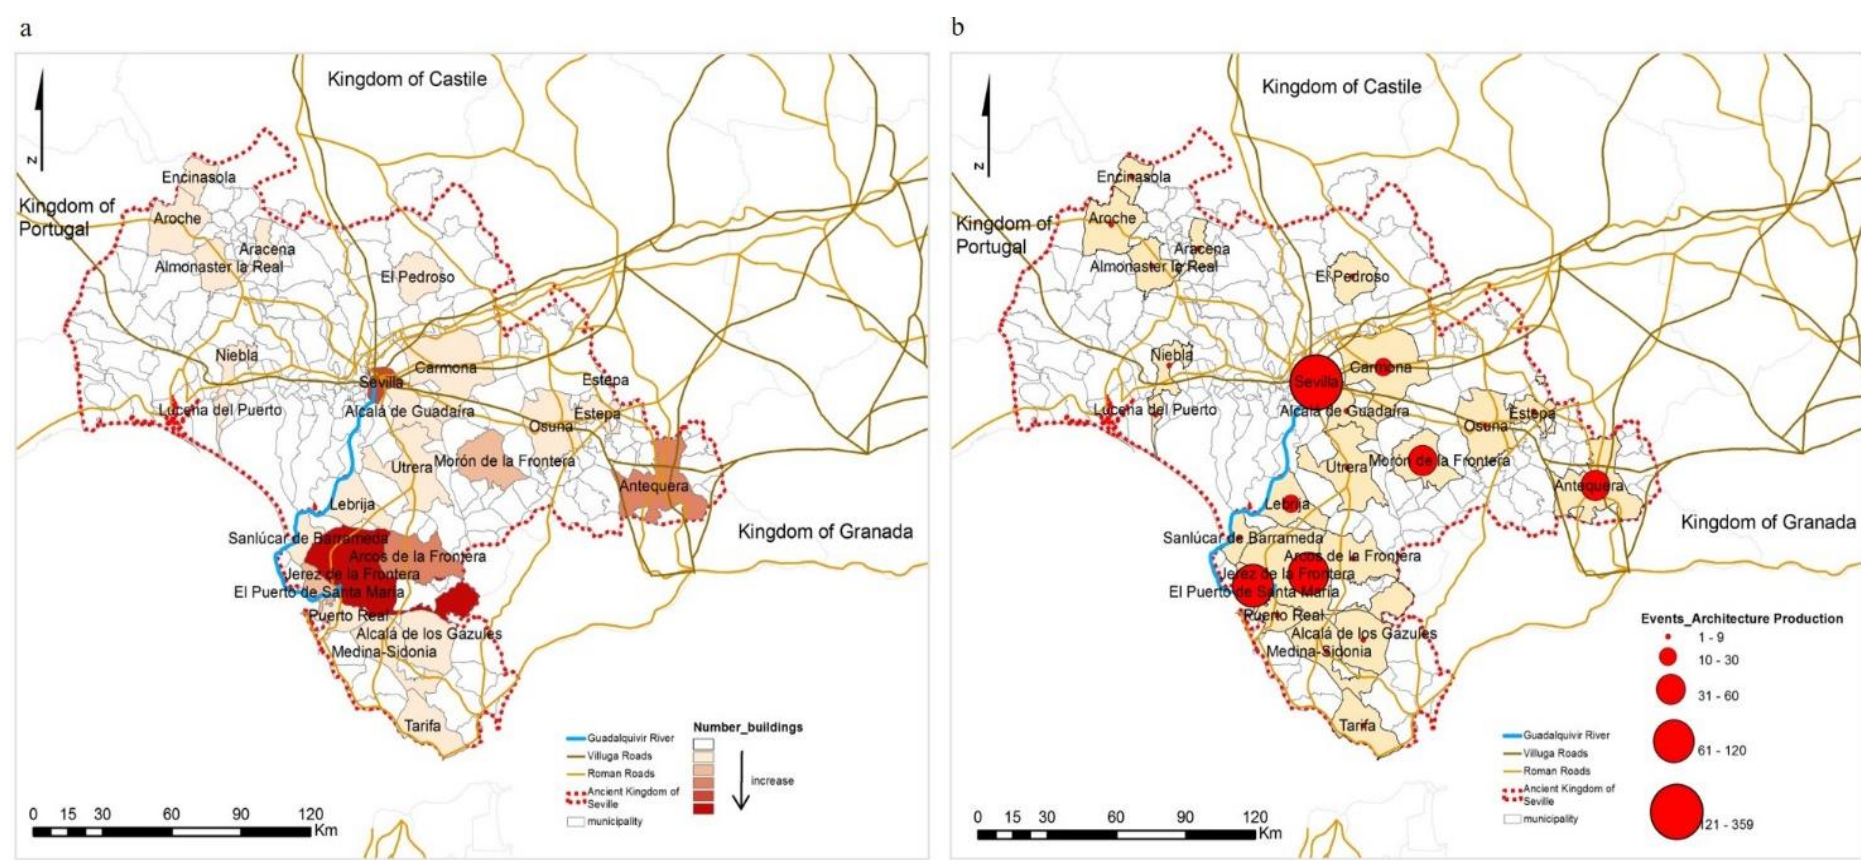 a
Kingdom of Castile
N
Encinasola
Kingdom of
Portugal
Aroche
Aracena
Almonaster la Real
El Pedroso
Niebla
Carmona
Sevilla
Estepa
Lucena del Puerto
Alcalá de Guadaíra
Estepa
Osuna
Utrera
Morón de la Frontera
Antequera
Lebrija
Kingdom of Granada
Sanlúcar de Barrameda
Arcos de la Frontera
Jerez de la Frontera
El Puerto de Santa María
Puerto Real
Alcalá de los Gazules
Medina-Sidonia
Tarifa
Guadalquivir River
Villuga Roads
Roman Roads
Ancient Kingdom of
Seville
municipality
Number_buildings
increase
0 15 30 60 90 120
Km
b
Kingdom of Castile
N
Encinasola
Kingdom of
Portugal
Aroche
Aracena
Almonaster la Real
El Pedroso
Niebla
Carmona
Sevilla
Lucena del Puerto
Alcalá de Guadaíra
Estepa
Osuna
Utrera
Morón de la Frontera
Antequera
Lebrija
Kingdom of Granada
Sanlúcar de Barrameda
Arcos de la Frontera
Jerez de la Frontera
El Puerto de Santa María
Puerto Real
Alcalá de los Gazules
Medina-Sidonia
Tarifa
Guadalquivir River
Villuga Roads
Roman Roads
Ancient Kingdom of
Seville
municipality
Events_Architecture Production
1 - 9
10 - 30
31 - 60
61 - 120
121 - 359
0 15 30 60 90 120
Km